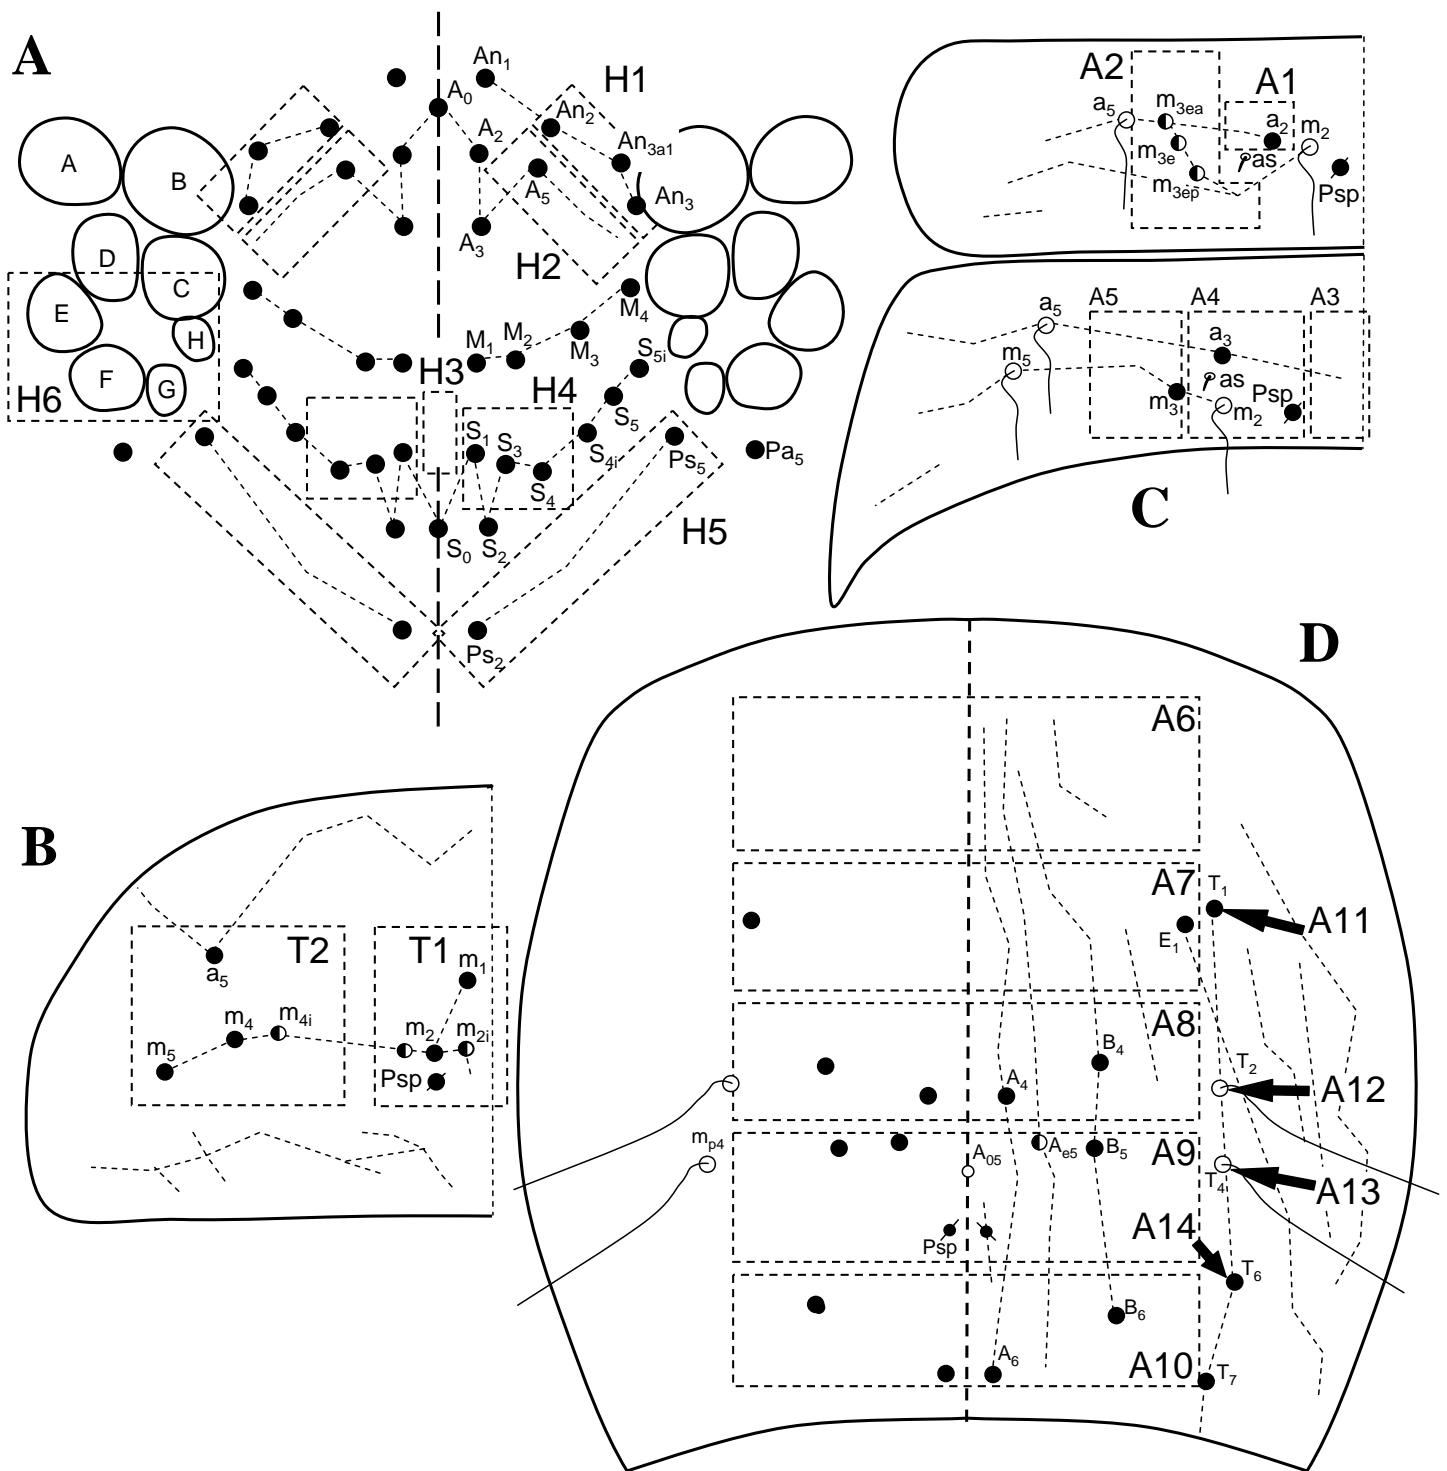 A
An1
H1
A0
An2
A2
An3a1
A
B
A5
An3
A3
D
H2
C
E
M4
H
M1
M2
M3
S5i
H3
F
G
H6
H4
S1
S3
S5
S4i
Ps5
Pa5
S4
H5
S0
S2
Ps2
A2
A1
a5
m3ea
a2
m2
m3e
as
m3ep
Psp
A5
A4
A3
a5
a3
m5
as
m3
m2
Psp
C
B
T2
T1
a5
m1
m4
m4i
m2
m2i
m5
Psp
D
A6
A7
T1
A11
E1
A8
B4
T2
A4
A12
mp4
A05
Ae5
B5
A9
T4
A13
A14
Psp
T6
B6
A6
A10
T7